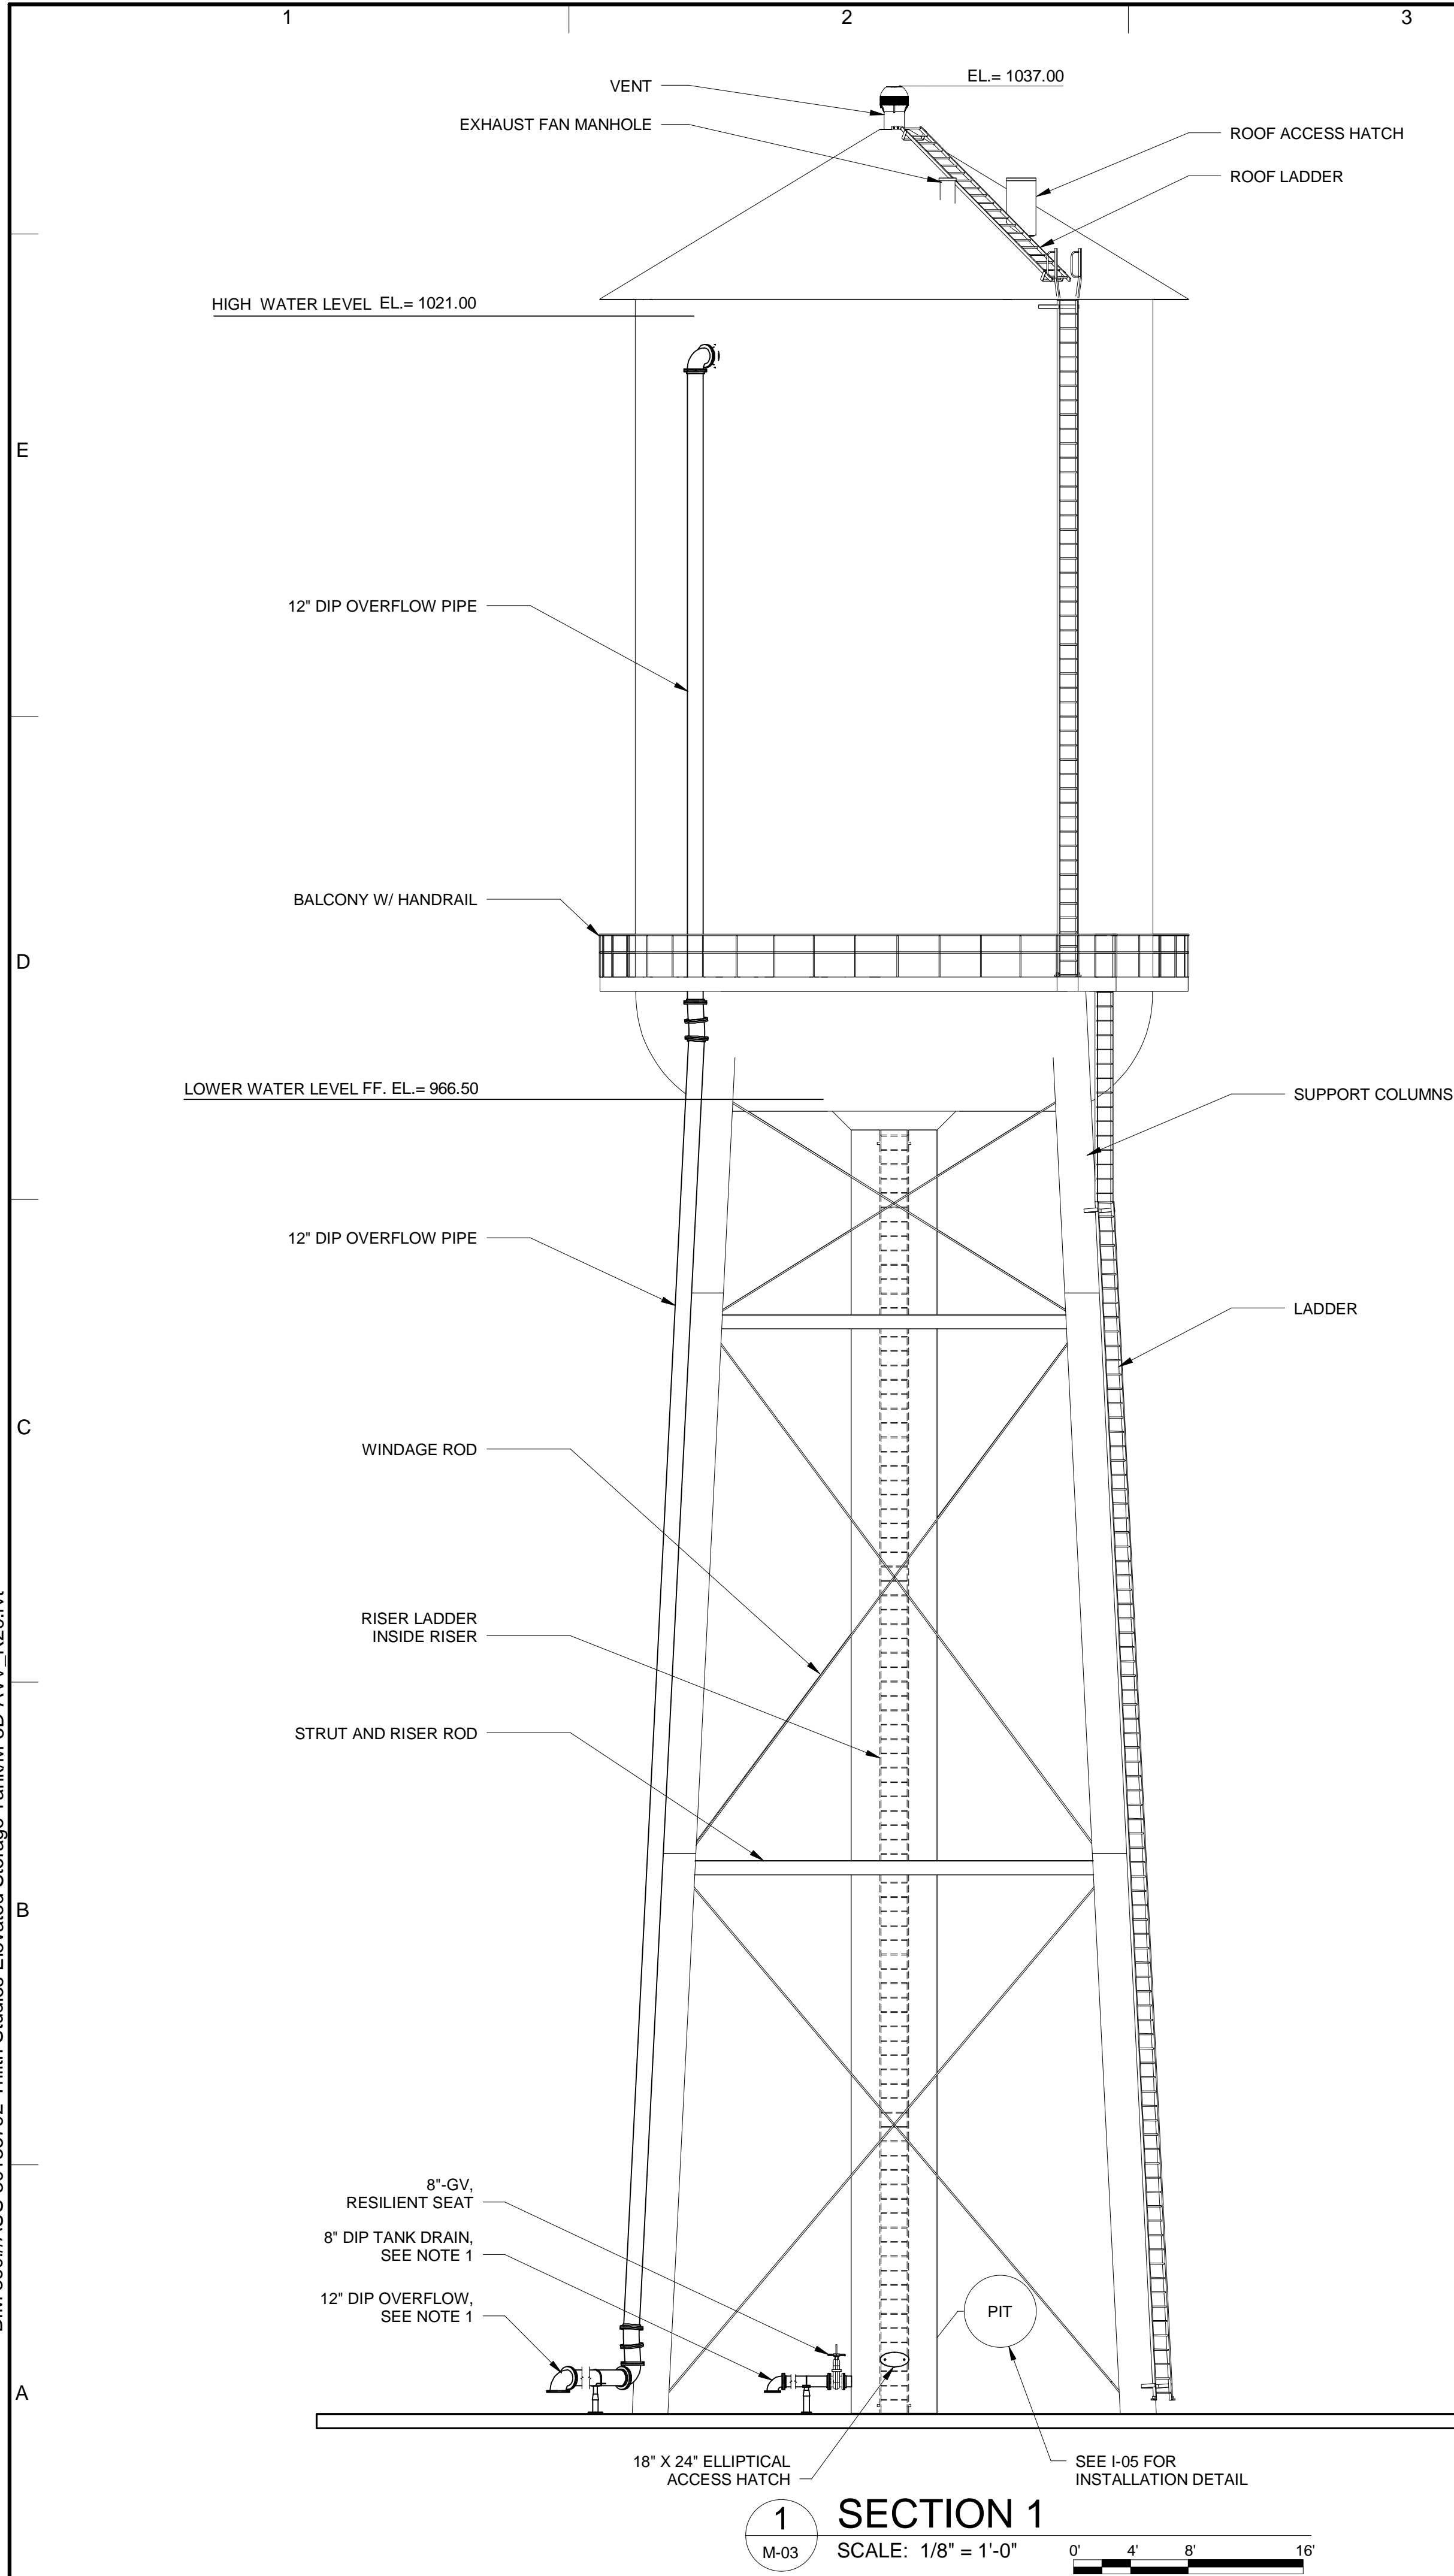 1
2
3
VENT
EL.= 1037.00
EXHAUST FAN MANHOLE
ROOF ACCESS HATCH
ROOF LADDER
HIGH WATER LEVEL EL.= 1021.00
E
12" DIP OVERFLOW PIPE
BALCONY W/ HANDRAIL
D
LOWER WATER LEVEL FF. EL.= 966.50
SUPPORT COLUMNS
12" DIP OVERFLOW PIPE
LADDER
C
WINDAGE ROD
RISER LADDER
INSIDE RISER
STRUT AND RISER ROD
B
8"-GV,
RESILIENT SEAT
8" DIP TANK DRAIN,
SEE NOTE 1
12" DIP OVERFLOW,
SEE NOTE 1
PIT
A
18" X 24" ELLIPTICAL
ACCESS HATCH
SEE I-05 FOR
INSTALLATION DETAIL
1
M-03
SECTION 1
SCALE: 1/8" = 1'-0"
0' 4' 8' 16'